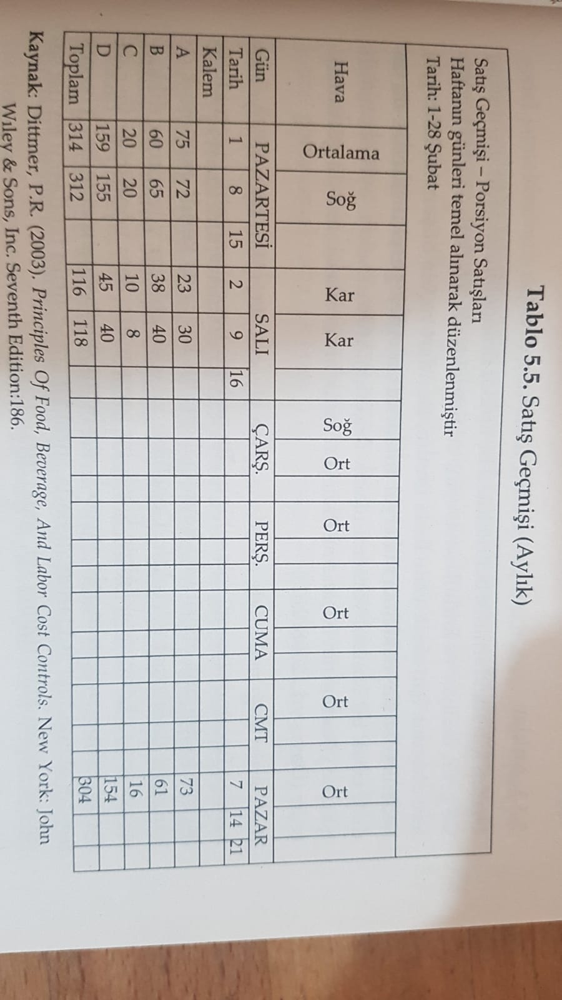 Tablo 5.5. Satış Geçmişi (Aylık)
Satış Geçmişi – Porsiyon Satışları
Haftanın günleri temel alınarak düzenlenmiştir
Tarih: 1-28 Şubat
Hava Ortalama Soğ Kar Kar Soğ Ort Ort Ort Ort Ort
Gün PAZARTESİ SALI ÇARŞ. PERŞ. CUMA CMT PAZAR
Tarih 1 8 15 2 9 16 7 14 21
Kalem
A 75 72 23 30 73
B 60 65 38 40 61
C 20 20 10 8 16
D 159 155 45 40 154
Toplam 314 312 116 118 304
Kaynak: Dittmer, P.R. (2003). Principles Of Food, Beverage, And Labor Cost Controls. New York: John
Wıley & Sons, Inc. Seventh Edition:186.